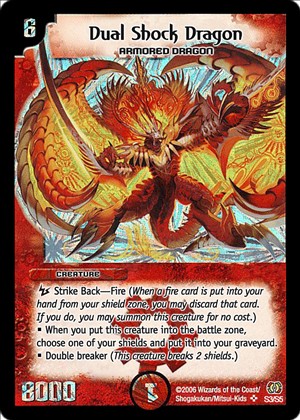 6
Dual Shock Dragon
ARMORED DRAGON
CREATURE
Strike Back—Fire (When a fire card is put into
your hand from your shield zone, you may discard that card.
If you do, you may summon this creature for no cost.)
• When you put this creature into the battle zone,
choose one of your shields and put it into your graveyard.
• Double breaker (This creature breaks 2 shields.)
8000
1
©2006 Wizards of the Coast/
Shogakukan/Mitsui-Kids
S3/S5